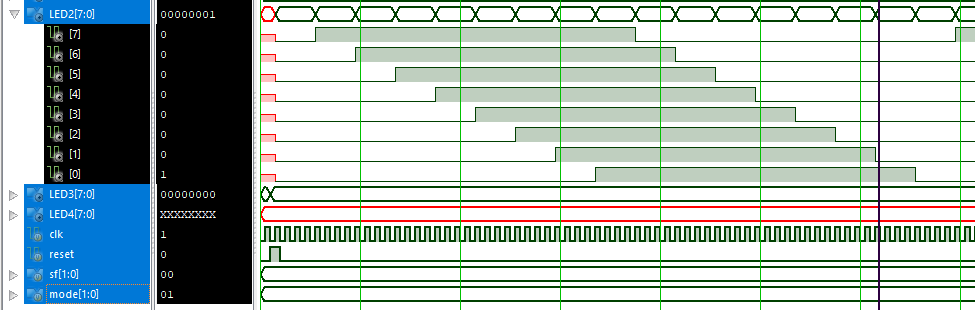 LED2[7:0] 00000001
[7] 0
[6] 0
[5] 0
[4] 0
[3] 0
[2] 0
[1] 0
[0] 1
LED3[7:0] 00000000
LED4[7:0] XXXXXXXX
clk 1
reset 0
sf[1:0] 00
mode[1:0] 01